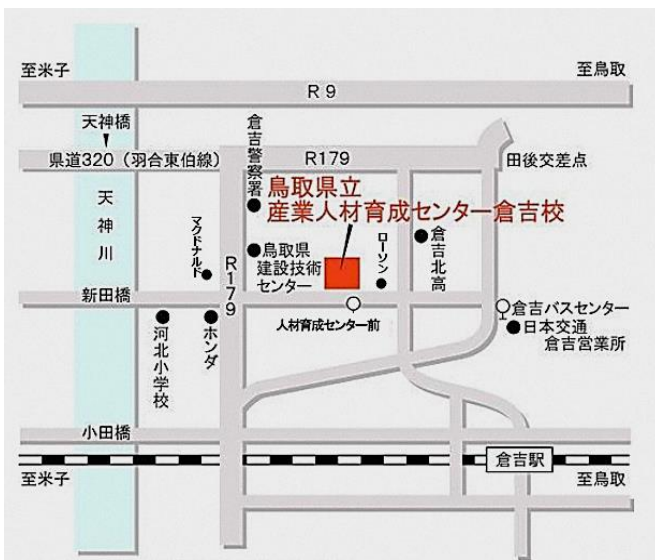 至米子
至鳥取
R9
天神橋
県道320（羽合東伯線）
R179
田後交差点
倉吉警察署
鳥取県立
産業人材育成センター倉吉校
天神川
マクドナルド
鳥取県
建設技術
センター
ローソン
倉吉北高
R179
新田橋
人材育成センター前
倉吉バスセンター
日本交通
倉吉営業所
河北小学校
ホンダ
小田橋
倉吉駅
至米子
至鳥取